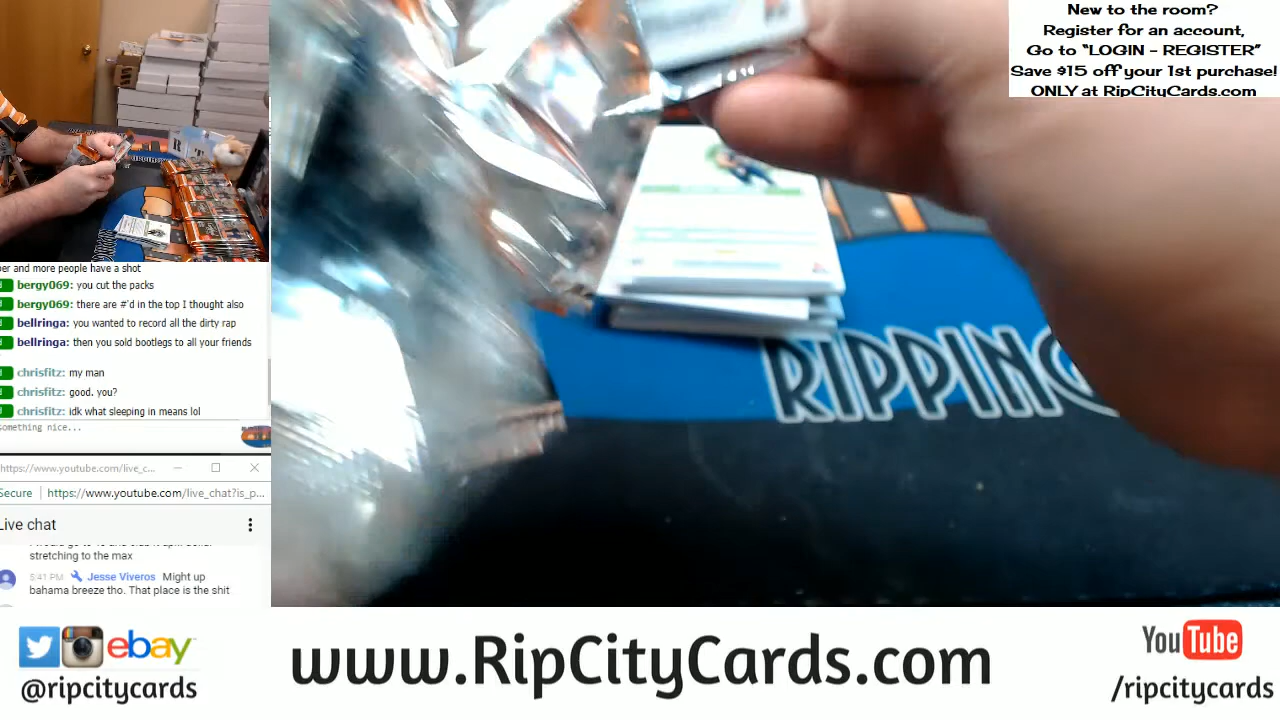 New to the room?
Register for an account,
Go to “LOGIN - REGISTER”
Save $15 off your 1st purchase!
ONLY at RipCityCards.com
and more people have a shot
bergy069: you cut the packs
bergy069: there are #'d in the top I thought also
bellringa: you wanted to record all the dirty rap
bellringa: then you sold bootlegs to all your friends
chrisfitz: my man
chrisfitz: good. you?
chrisfitz: idk what sleeping in means lol
something nice...
https://www.youtube.com/live_c...
Secure
https://www.youtube.com/live_chat?is_p...
Live chat
stretching to the max
5:41 PM Jesse Viveros Might up
bahama breeze tho. That place is the shit
RIPPING
RIPPING
ebay
@ripcitycards
www.RipCityCards.com
YouTube
/ripcitycards